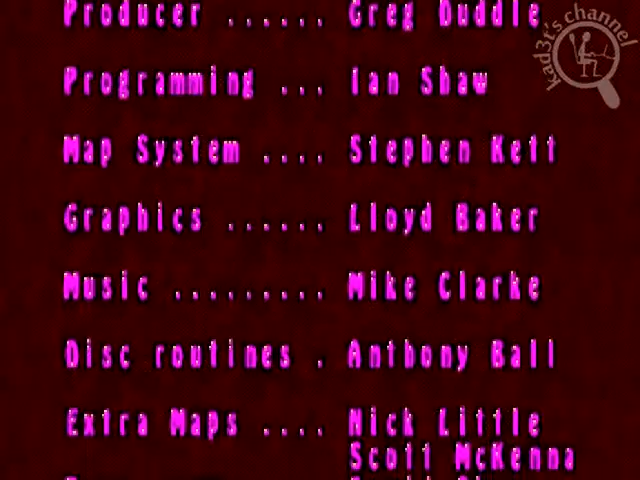 Producer ...... Greg Duddle
kad3t's channel
Programming ... Ian Shaw
Map System .... Stephen Kett
Graphics ...... Lloyd Baker
Music ......... Mike Clarke
Disc routines . Anthony Ball
Extra Maps .... Nick Little
Scott McKenna